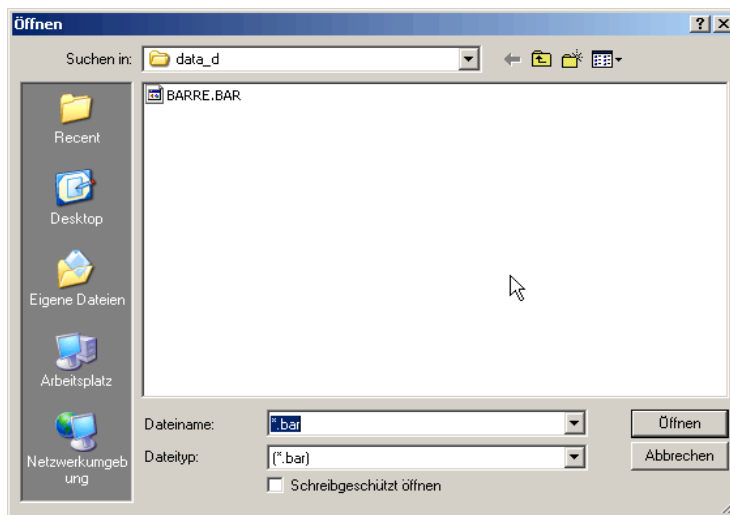 Öffnen
Suchen in:
data_d
BARRE.BAR
Recent
Desktop
Eigene Dateien
Arbeitsplatz
Netzwerkumgeb
ung
Dateiname:
*.bar
Öffnen
Dateityp:
(*.bar)
Abbrechen
Schreibgeschützt öffnen